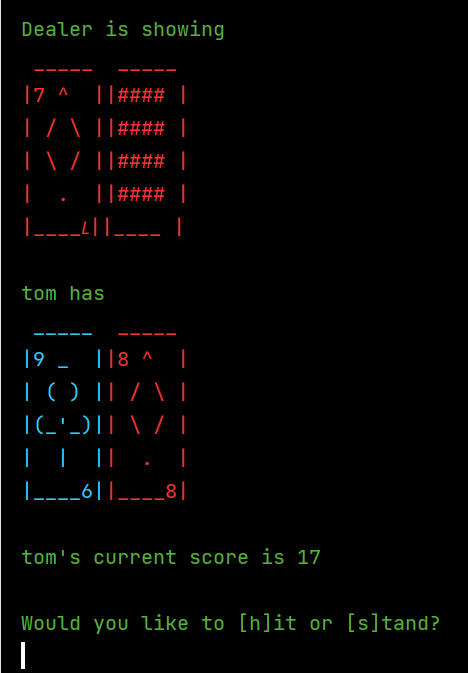 Dealer is showing
 _____  _____
|7 ^  ||#### |
| / \ ||#### |
| \ / ||#### |
|  .  ||#### |
|____L||____ |
tom has
 _____  _____
|9 _  ||8 ^  |
| ( ) || / \ |
|(_'_)|| \ / |
|  |  ||  .  |
|____6||____8|
tom's current score is 17
Would you like to [h]it or [s]tand?